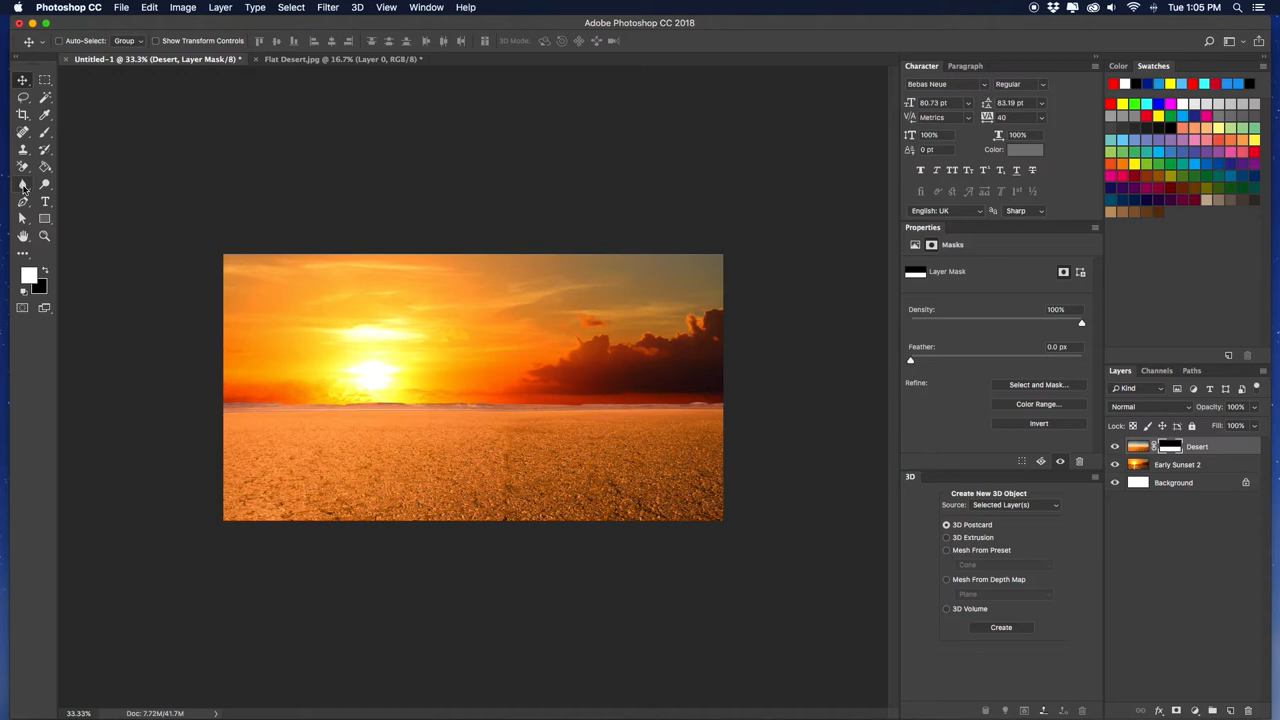 Photoshop CC File Edit Image Layer Type Select Filter 3D View Window Help Tue 1:05 PM
Adobe Photoshop CC 2018
Auto-Select: Group Show Transform Controls 3D Mode:
Untitled-1 @ 33.3% (Desert, Layer Mask/8) * Flat Desert.jpg @ 16.7% (Layer 0, RGB/8) *
Character Paragraph
Bebas Neue Regular
80.73 pt 83.19 pt
Metrics 40
100% 100%
0 pt Color:
English: UK Sharp
Properties
Masks
Layer Mask
Density: 100%
Feather: 0.0 px
Refine: Select and Mask...
Color Range...
Invert
3D
Create New 3D Object
Source: Selected Layer(s)
3D Postcard
3D Extrusion
Mesh From Preset
Cone
Mesh From Depth Map
Plane
3D Volume
Create
Color Swatches
Layers Channels Paths
Kind
Normal Opacity: 100%
Lock: Fill: 100%
Desert
Early Sunset 2
Background
33.33% Doc: 7.72M/41.7M